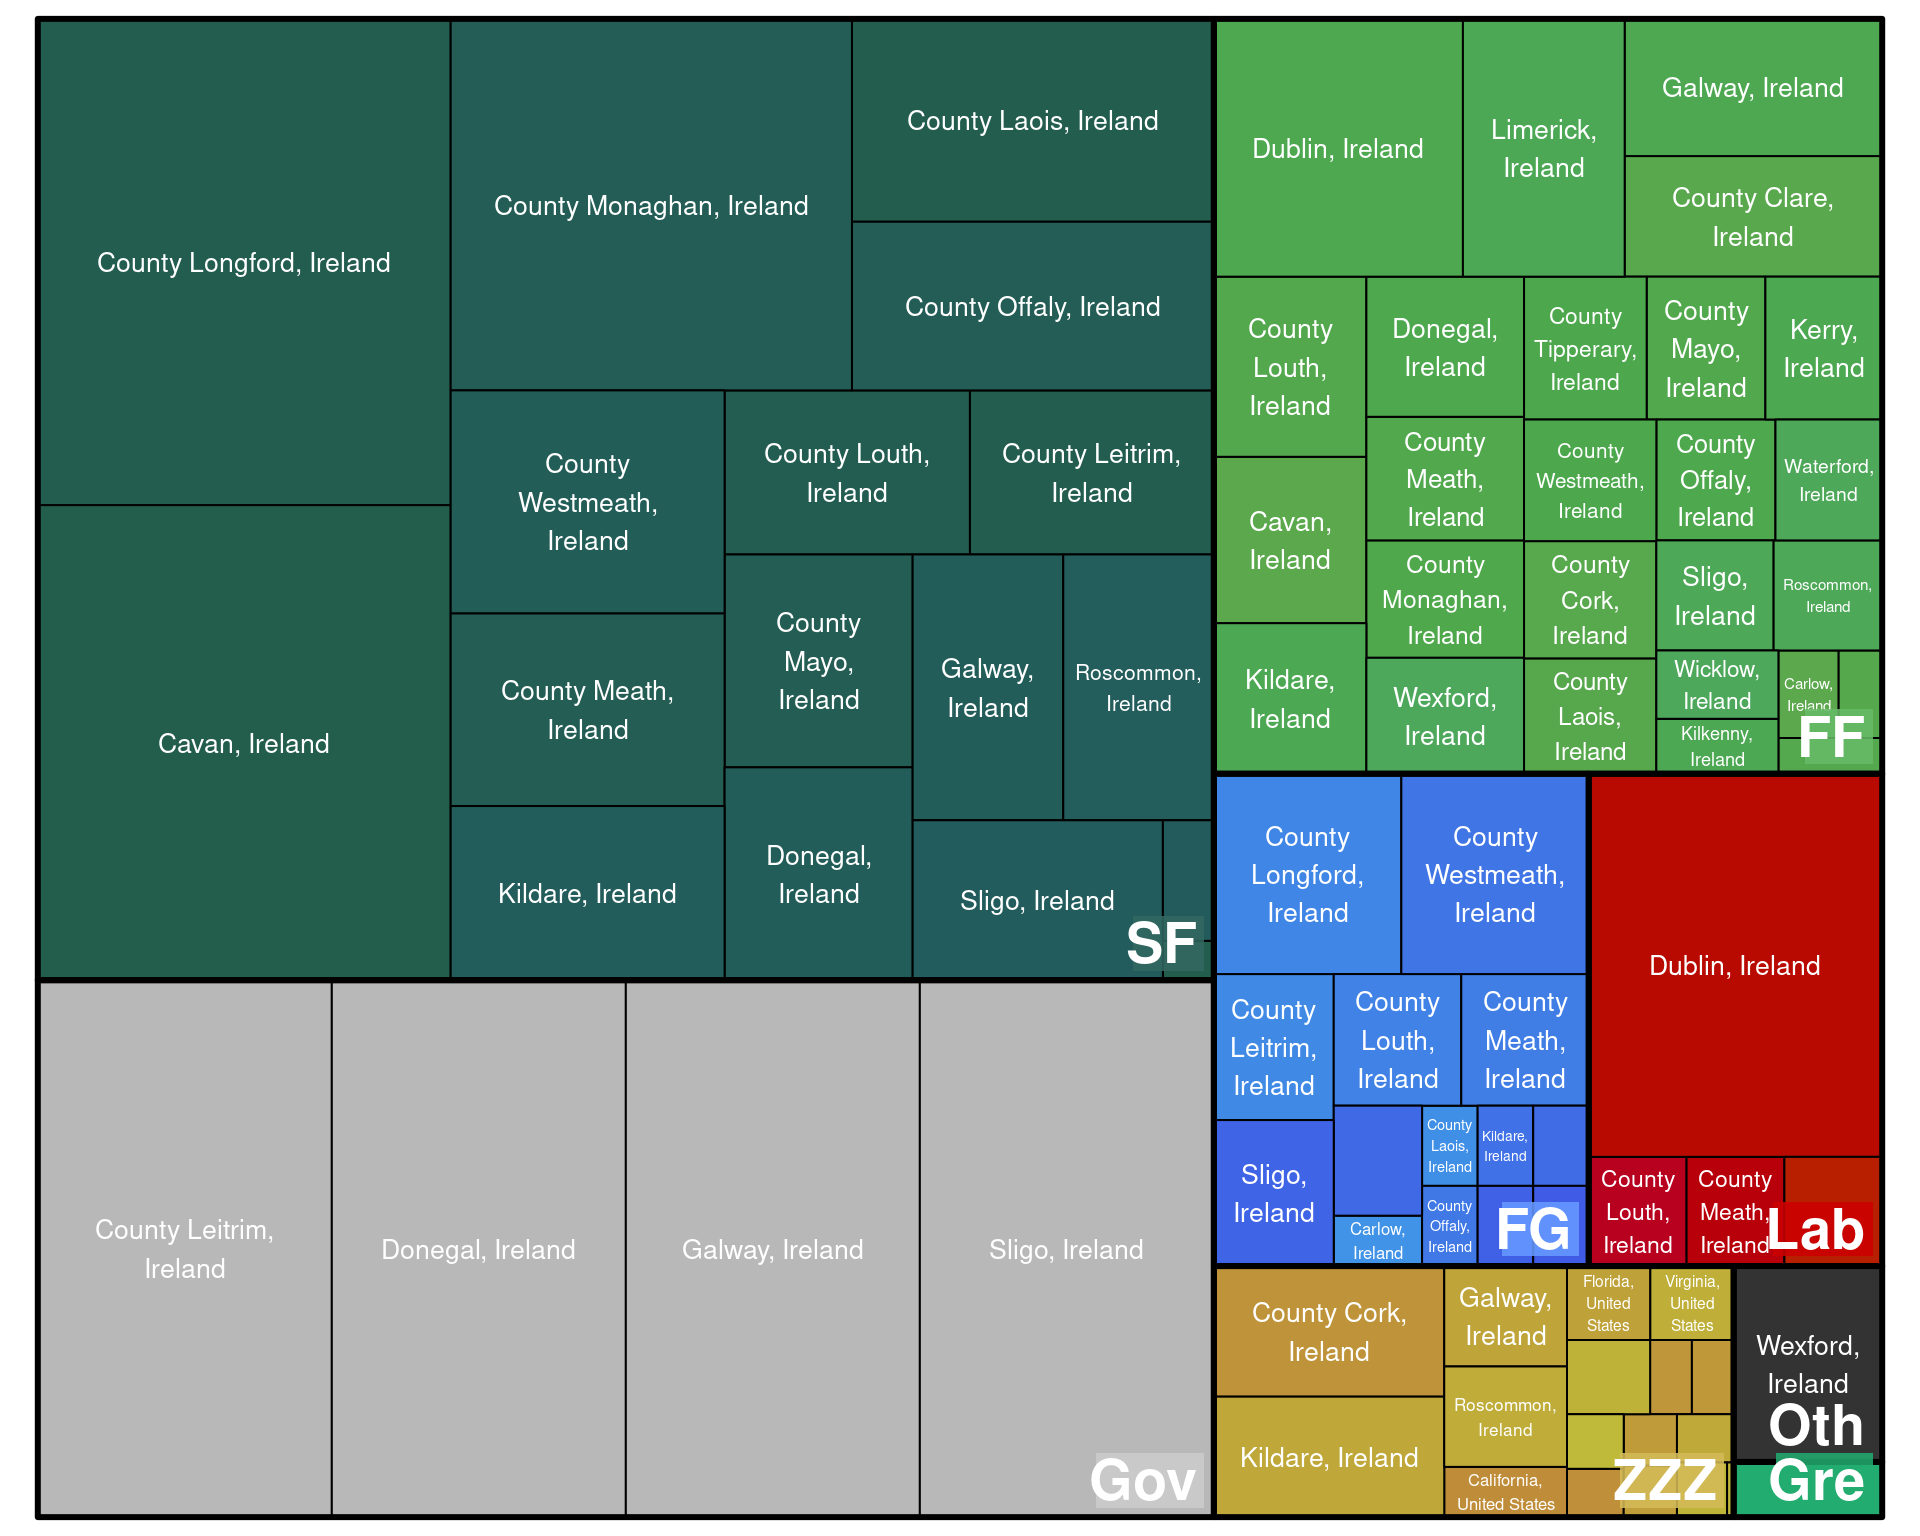 County Longford, Ireland
Cavan, Ireland
County Monaghan, Ireland
County Laois, Ireland
County Offaly, Ireland
County
Westmeath,
Ireland
County Meath,
Ireland
Kildare, Ireland
County Louth,
Ireland
County Leitrim,
Ireland
County
Mayo,
Ireland
Donegal,
Ireland
Galway,
Ireland
Roscommon,
Ireland
Sligo, Ireland
SF
County Leitrim,
Ireland
Donegal, Ireland
Galway, Ireland
Sligo, Ireland
Gov
Dublin, Ireland
Limerick,
Ireland
Galway, Ireland
County Clare,
Ireland
County
Louth,
Ireland
Cavan,
Ireland
Kildare,
Ireland
Donegal,
Ireland
County
Meath,
Ireland
County
Monaghan,
Ireland
Wexford,
Ireland
County
Tipperary,
Ireland
County
Mayo,
Ireland
Kerry,
Ireland
County
Westmeath,
Ireland
County
Offaly,
Ireland
Waterford,
Ireland
County
Cork,
Ireland
County
Laois,
Ireland
Sligo,
Ireland
Roscommon,
Ireland
Wicklow,
Ireland
Kilkenny,
Ireland
Carlow,
Ireland
FF
County
Longford,
Ireland
County
Westmeath,
Ireland
County
Leitrim,
Ireland
Sligo,
Ireland
County
Louth,
Ireland
County
Meath,
Ireland
Carlow,
Ireland
County
Laois,
Ireland
Kildare,
Ireland
County
Offaly,
Ireland
FG
Dublin, Ireland
County
Louth,
Ireland
County
Meath,
Ireland
Lab
County Cork,
Ireland
Kildare, Ireland
Galway,
Ireland
Roscommon,
Ireland
California,
United States
Florida,
United
States
Virginia,
United
States
ZZZ
Wexford,
Ireland
Oth
Gre